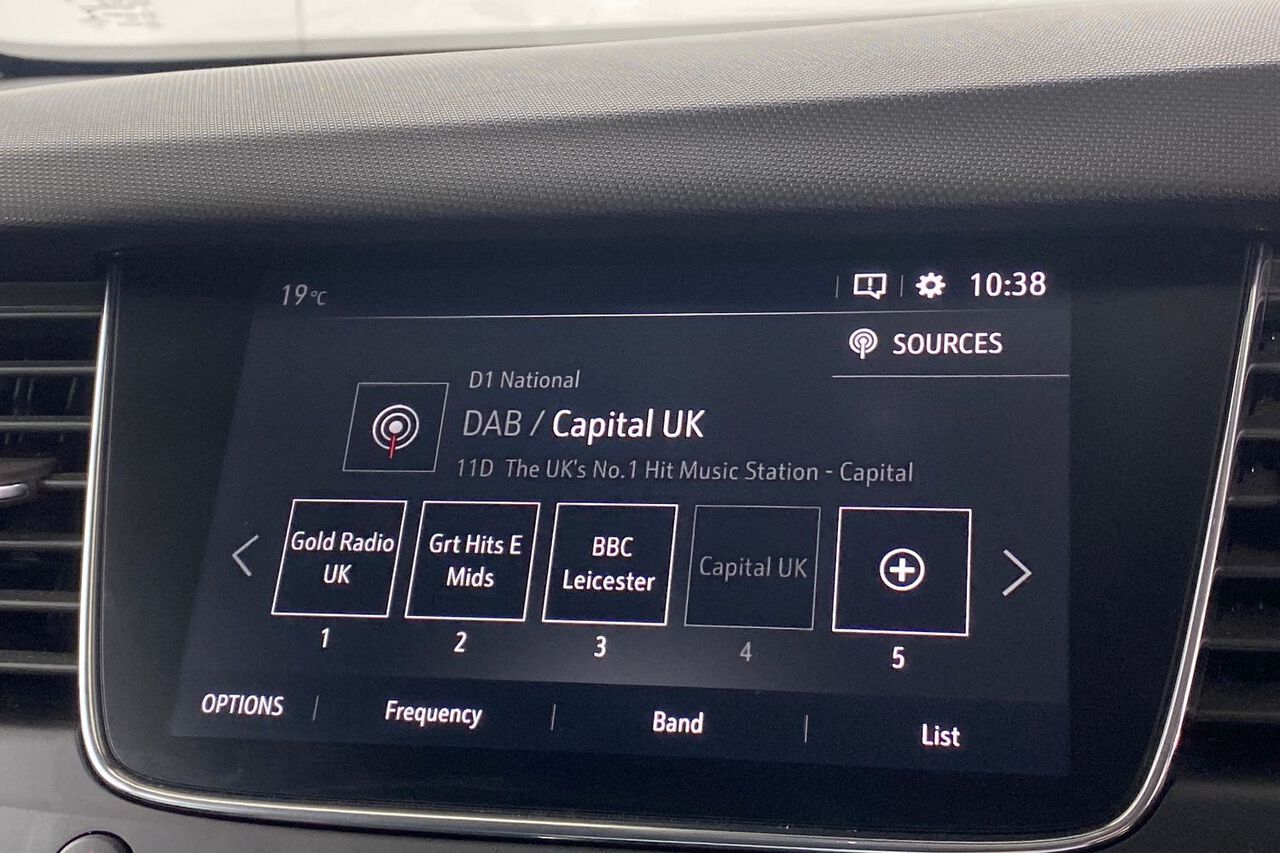 19°C
10:38
SOURCES
D1 National
DAB / Capital UK
11D The UK's No.1 Hit Music Station - Capital
Gold Radio
UK
Grt Hits E
Mids
BBC
Leicester
Capital UK
1
2
3
4
5
OPTIONS
Frequency
Band
List